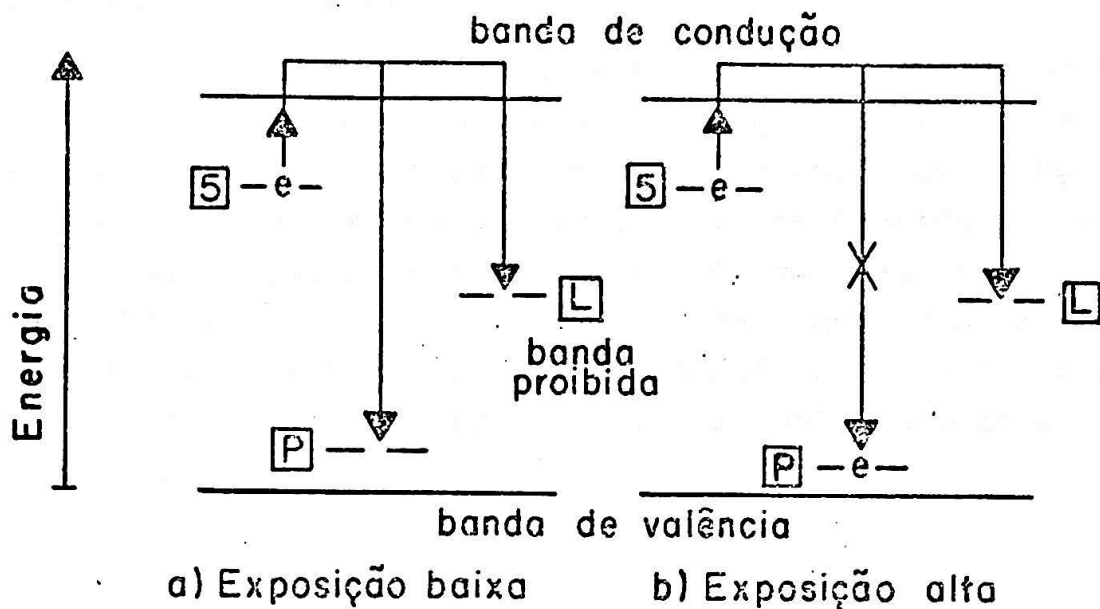 banda de condução
Energia
5 -e-
5 -e-
L
L
banda
proibida
P
P -e-
banda de valência
a) Exposição baixa
b) Exposição alta